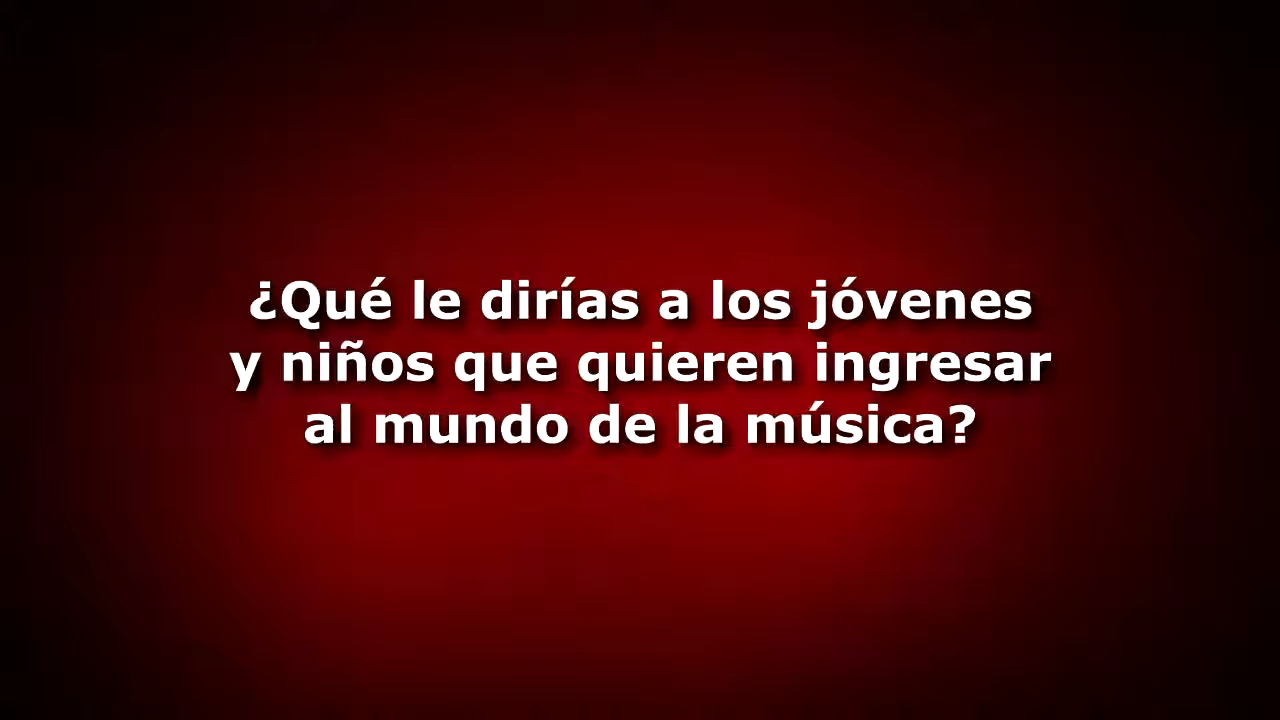 ¿Qué le dirías a los jóvenes
y niños que quieren ingresar
al mundo de la música?